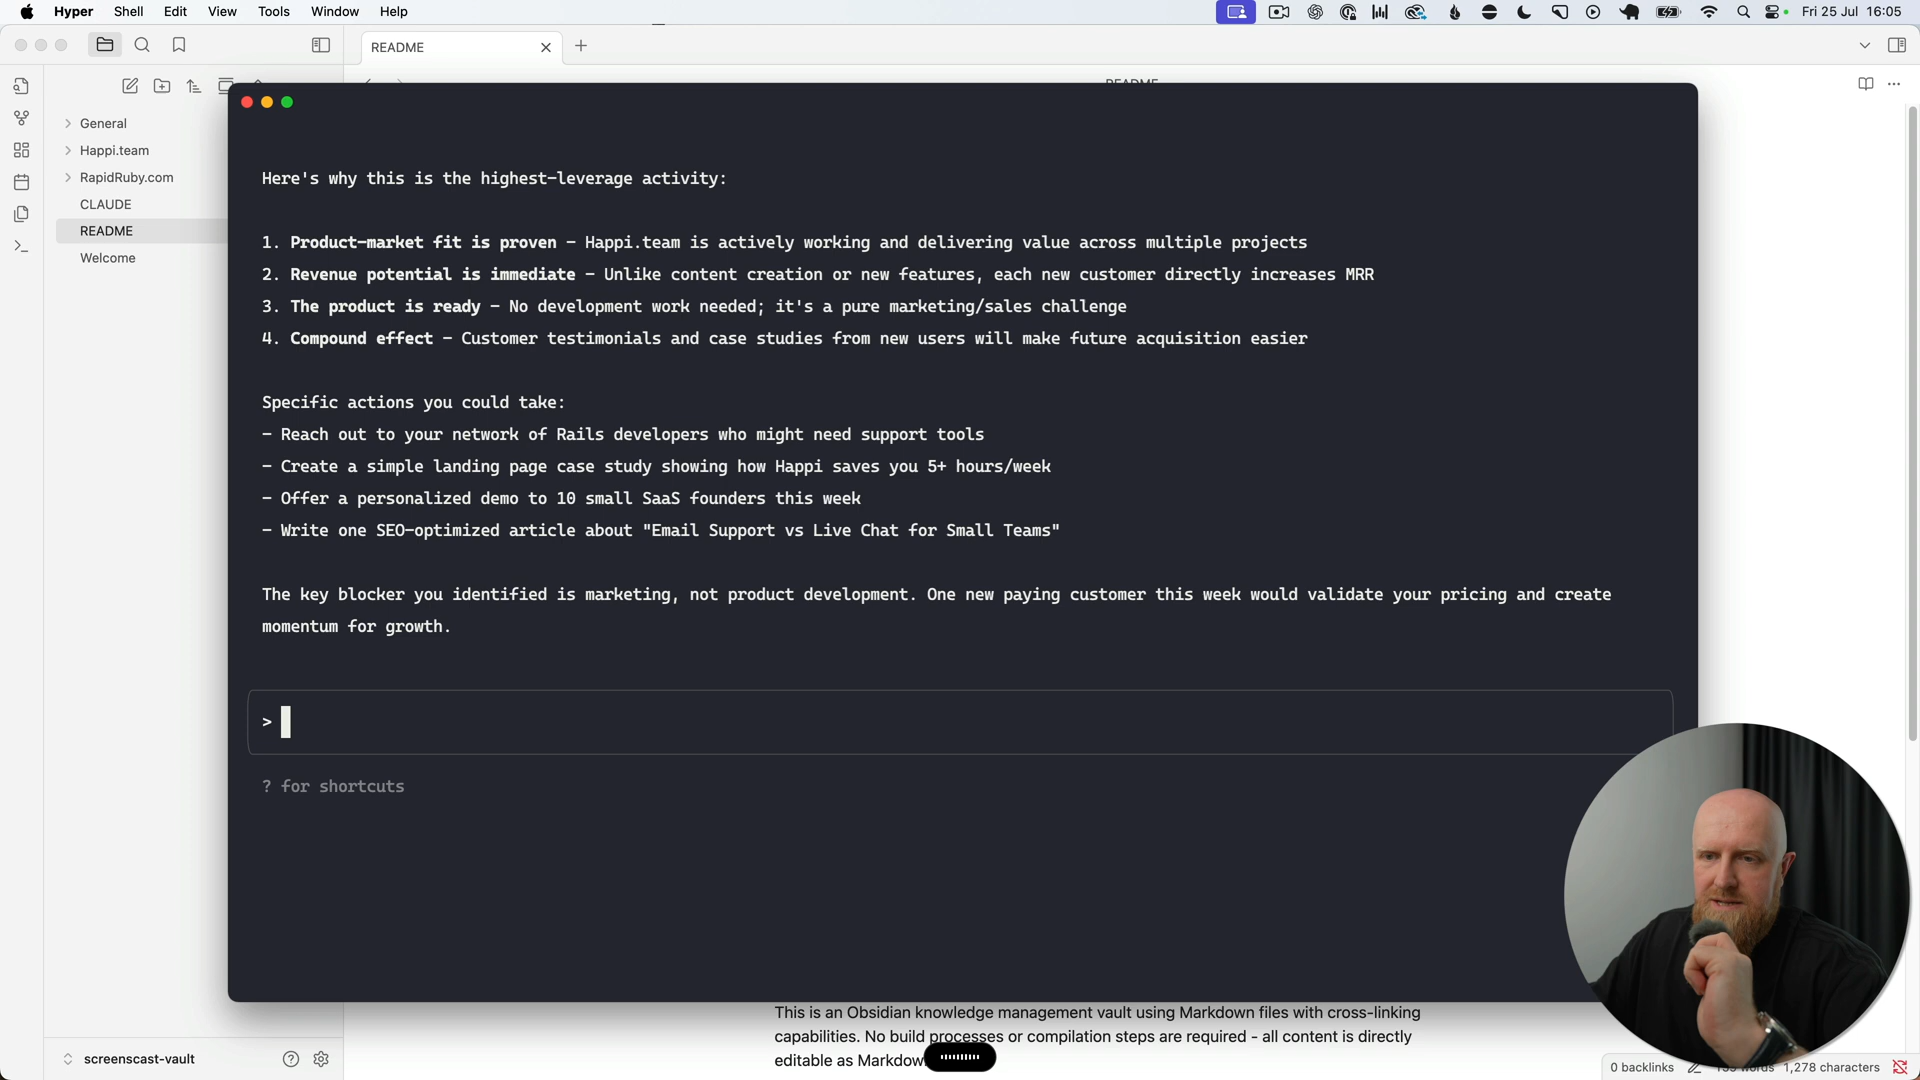 Hyper Shell Edit View Tools Window Help Fri 25 Jul 16:05
README
README
General
Happi.team
RapidRuby.com
CLAUDE
README
Welcome
Here's why this is the highest-leverage activity:
1. Product-market fit is proven - Happi.team is actively working and delivering value across multiple projects
2. Revenue potential is immediate - Unlike content creation or new features, each new customer directly increases MRR
3. The product is ready - No development work needed; it's a pure marketing/sales challenge
4. Compound effect - Customer testimonials and case studies from new users will make future acquisition easier
Specific actions you could take:
- Reach out to your network of Rails developers who might need support tools
- Create a simple landing page case study showing how Happi saves you 5+ hours/week
- Offer a personalized demo to 10 small SaaS founders this week
- Write one SEO-optimized article about "Email Support vs Live Chat for Small Teams"
The key blocker you identified is marketing, not product development. One new paying customer this week would validate your pricing and create
momentum for growth.
>
? for shortcuts
This is an Obsidian knowledge management vault using Markdown files with cross-linking
capabilities. No build processes or compilation steps are required - all content is directly
editable as Markdown
screenscast-vault
0 backlinks words 1,278 characters